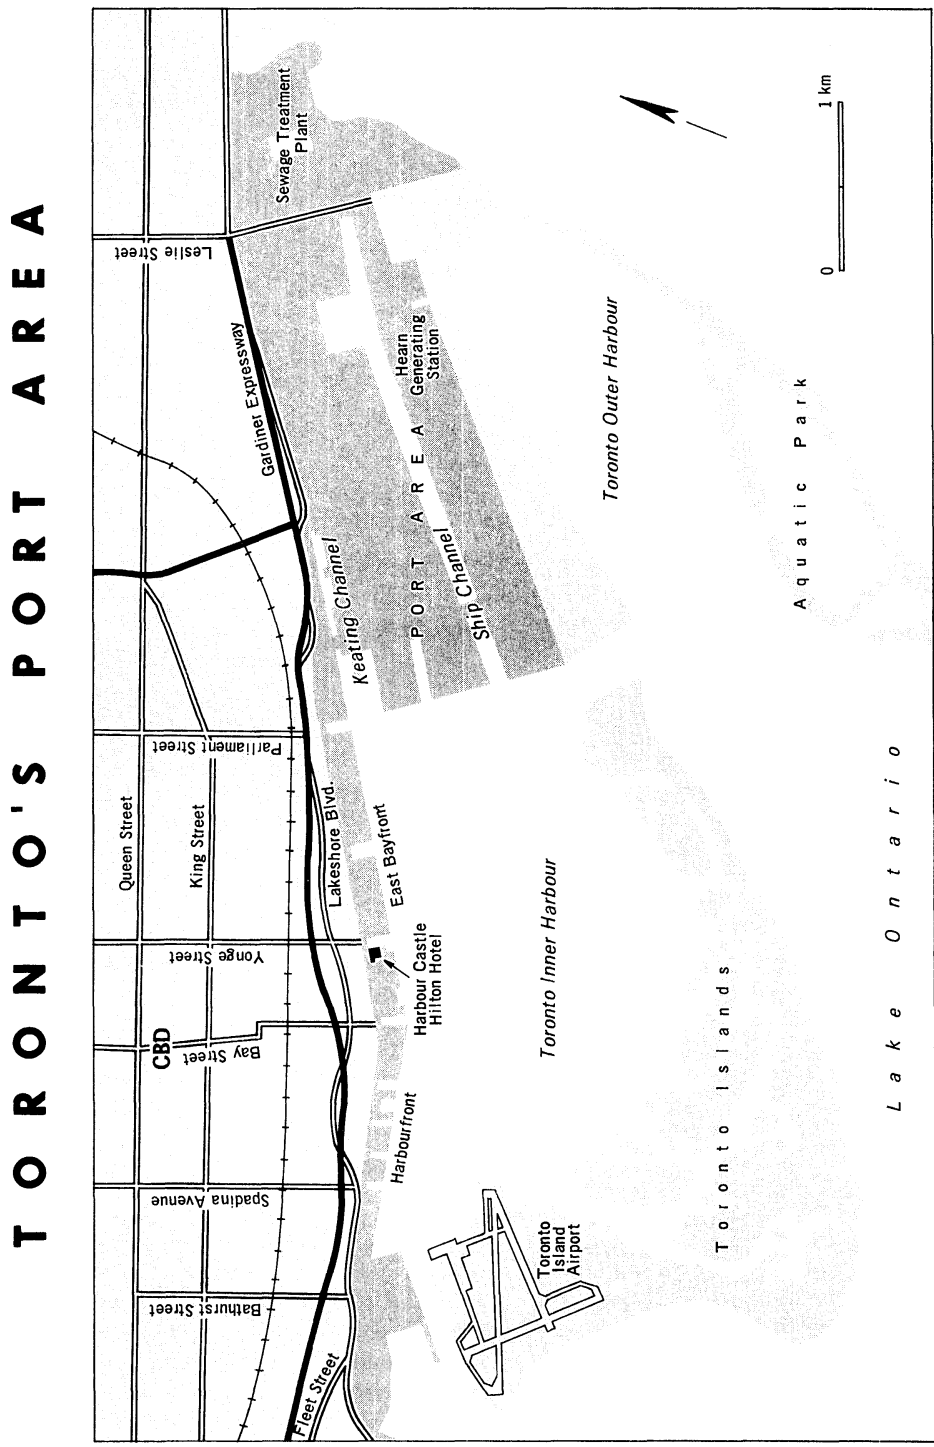 TORONTO'S PORT AREA
Leslie Street
Sewage Treatment
Plant
Gardiner Expressway
Hearn
Generating
Station
PORT AREA
Keating Channel
Ship Channel
Toronto Outer Harbour
Aquatic Park
0 1 km
Queen Street
King Street
Parliament Street
Lakeshore Blvd.
East Bayfront
Yonge Street
Harbour Castle
Hilton Hotel
Bay Street
CBD
Harbourfront
Toronto Inner Harbour
Spadina Avenue
Bathurst Street
Fleet Street
Toronto
Island
Airport
Toronto Islands
Lake Ontario